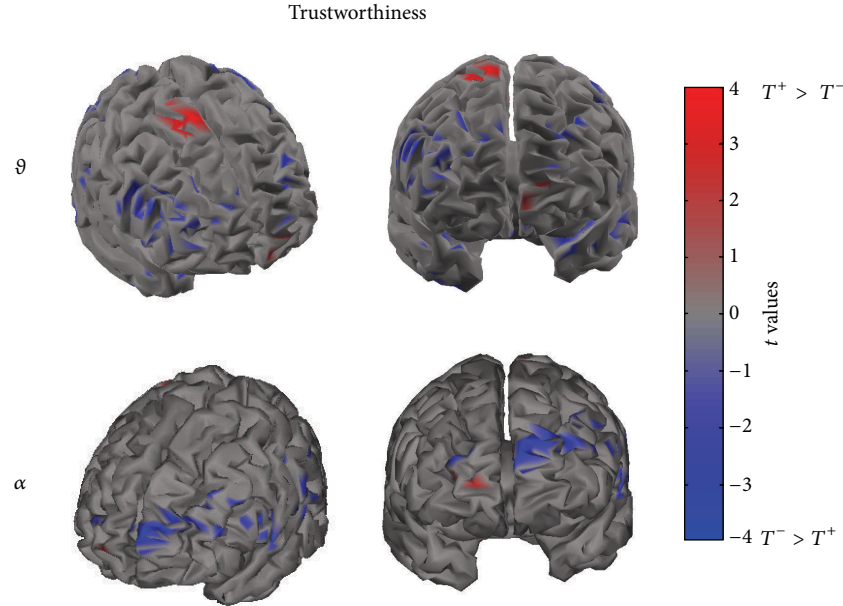 Trustworthiness
ϑ
α
4 T⁺ > T⁻
3
2
1
0
−1
−2
−3
−4 T⁻ > T⁺
t values